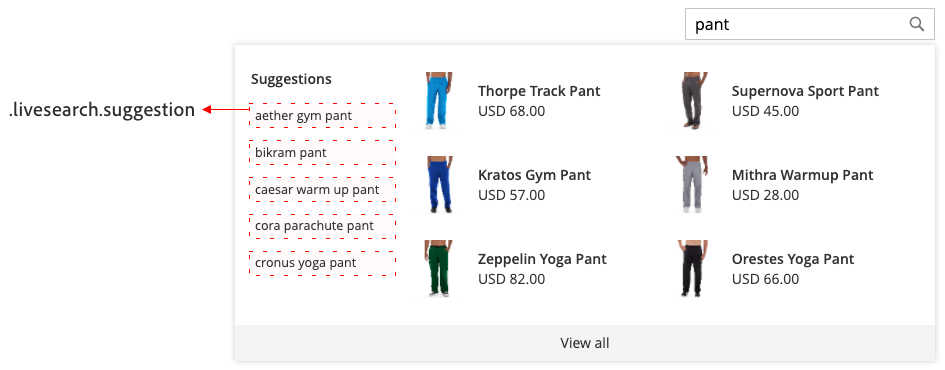 pant
.livesearch.suggestion
Suggestions
aether gym pant
bikram pant
caesar warm up pant
cora parachute pant
cronus yoga pant
Thorpe Track Pant
USD 68.00
Supernova Sport Pant
USD 45.00
Kratos Gym Pant
USD 57.00
Mithra Warmup Pant
USD 28.00
Zeppelin Yoga Pant
USD 82.00
Orestes Yoga Pant
USD 66.00
View all